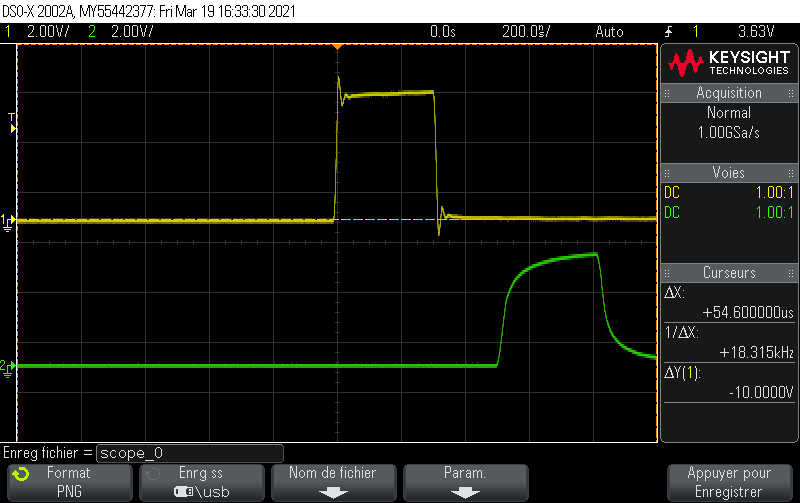 DSO-X 2002A, MY55442377: Fri Mar 19 16:33:30 2021
1 2.00V/ 2 2.00V/ 0.0s 200.0ns/ Auto 1 3.63V
KEYSIGHT
TECHNOLOGIES
Acquisition
Normal
1.00GSa/s
Voies
DC 1.00:1
DC 1.00:1
Curseurs
ΔX:
+54.600000us
1/ΔX:
+18.315kHz
ΔY(1):
-10.0000V
T
1
2
Enreg fichier = scope_0
Format
PNG
Enrg ss
\usb
Nom de fichier
Param.
Appuyer pour
Enregistrer